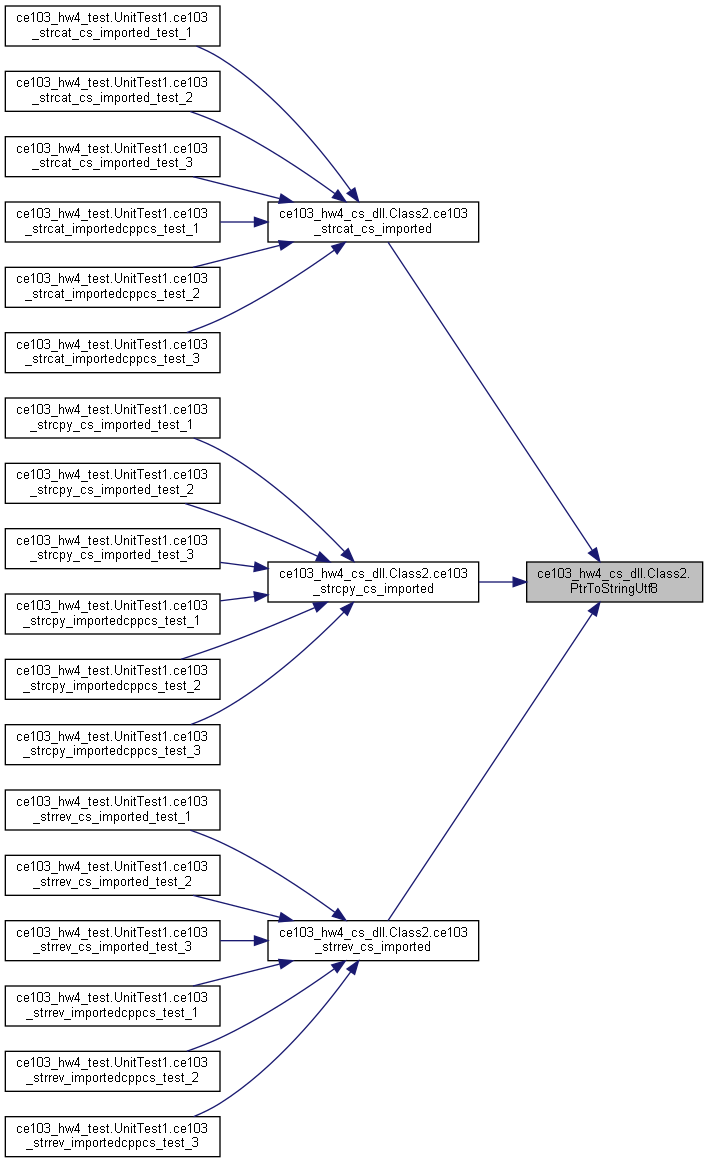 ce103_hw4_test.UnitTest1.ce103
_strcat_cs_imported_test_1
ce103_hw4_test.UnitTest1.ce103
_strcat_cs_imported_test_2
ce103_hw4_test.UnitTest1.ce103
_strcat_cs_imported_test_3
ce103_hw4_test.UnitTest1.ce103
_strcat_importedcppcs_test_1
ce103_hw4_test.UnitTest1.ce103
_strcat_importedcppcs_test_2
ce103_hw4_test.UnitTest1.ce103
_strcat_importedcppcs_test_3
ce103_hw4_cs_dll.Class2.ce103
_strcat_cs_imported
ce103_hw4_test.UnitTest1.ce103
_strcpy_cs_imported_test_1
ce103_hw4_test.UnitTest1.ce103
_strcpy_cs_imported_test_2
ce103_hw4_test.UnitTest1.ce103
_strcpy_cs_imported_test_3
ce103_hw4_test.UnitTest1.ce103
_strcpy_importedcppcs_test_1
ce103_hw4_test.UnitTest1.ce103
_strcpy_importedcppcs_test_2
ce103_hw4_test.UnitTest1.ce103
_strcpy_importedcppcs_test_3
ce103_hw4_cs_dll.Class2.ce103
_strcpy_cs_imported
ce103_hw4_cs_dll.Class2.
PtrToStringUtf8
ce103_hw4_test.UnitTest1.ce103
_strrev_cs_imported_test_1
ce103_hw4_test.UnitTest1.ce103
_strrev_cs_imported_test_2
ce103_hw4_test.UnitTest1.ce103
_strrev_cs_imported_test_3
ce103_hw4_test.UnitTest1.ce103
_strrev_importedcppcs_test_1
ce103_hw4_test.UnitTest1.ce103
_strrev_importedcppcs_test_2
ce103_hw4_test.UnitTest1.ce103
_strrev_importedcppcs_test_3
ce103_hw4_cs_dll.Class2.ce103
_strrev_cs_imported